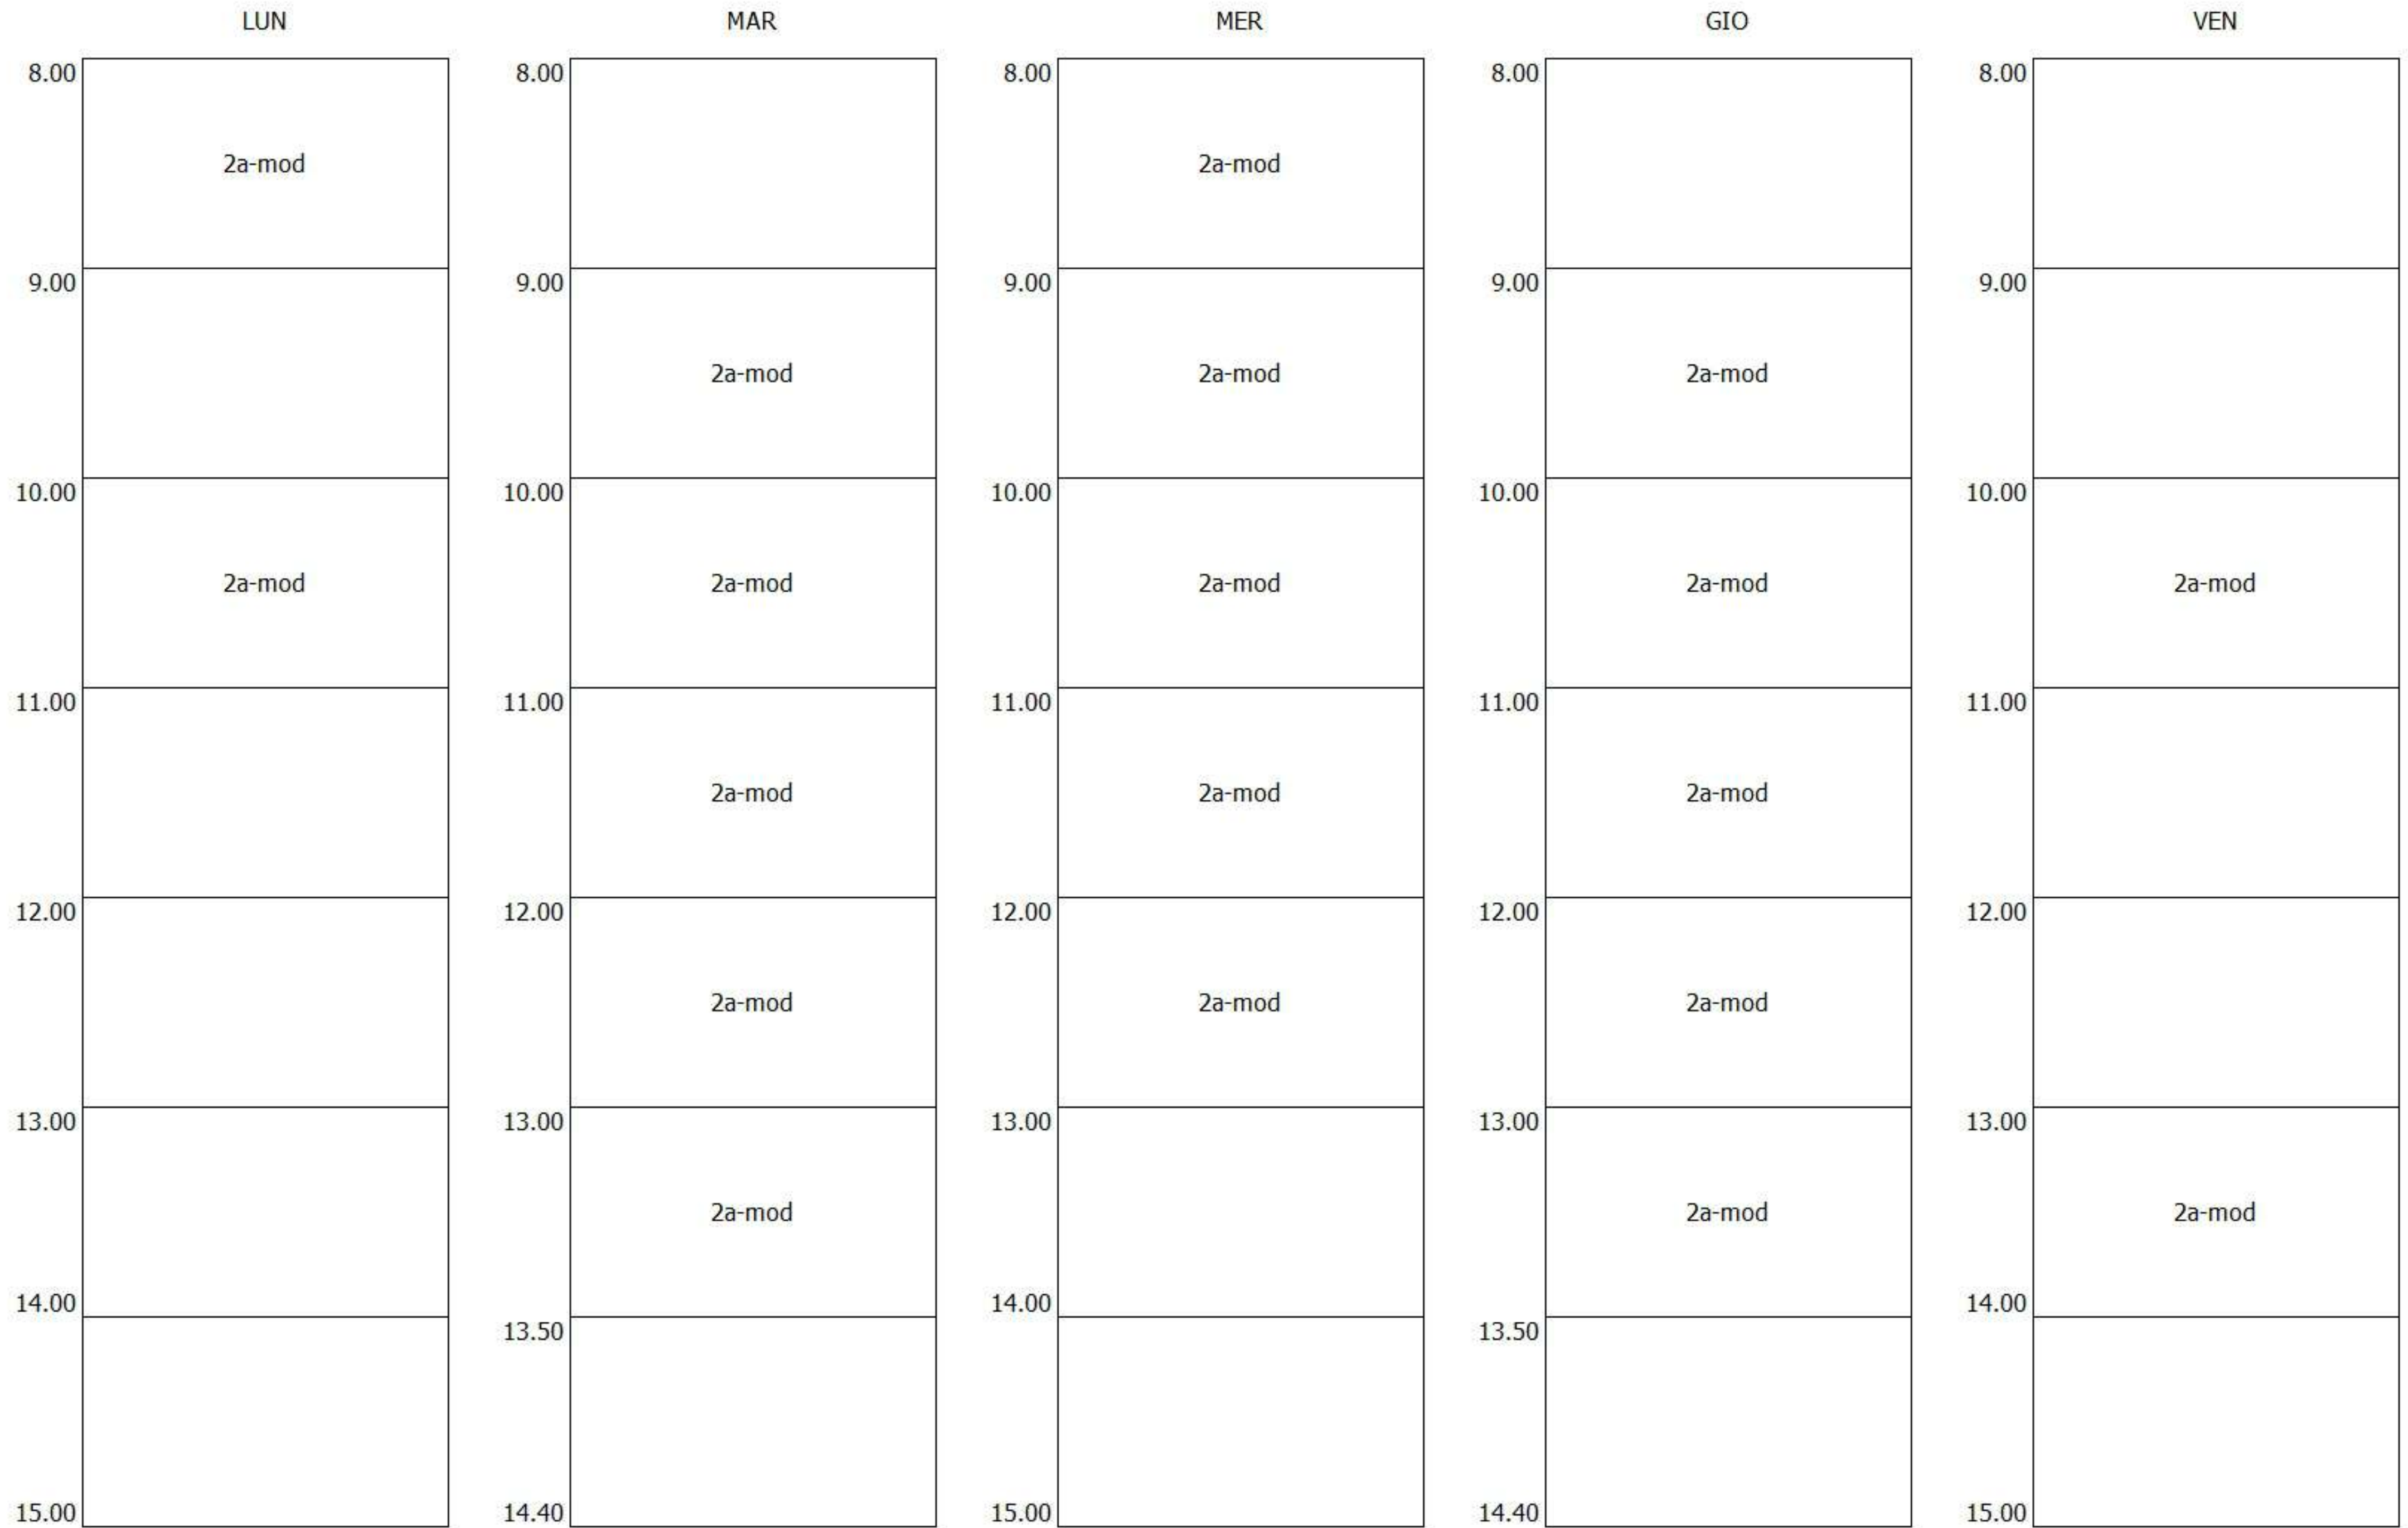 LUN MAR MER GIO VEN
8.00 8.00 8.00 8.00 8.00
2a-mod 2a-mod
9.00 9.00 9.00 9.00 9.00
2a-mod 2a-mod 2a-mod
10.00 10.00 10.00 10.00 10.00
2a-mod 2a-mod 2a-mod 2a-mod 2a-mod
11.00 11.00 11.00 11.00 11.00
2a-mod 2a-mod 2a-mod
12.00 12.00 12.00 12.00 12.00
2a-mod 2a-mod 2a-mod
13.00 13.00 13.00 13.00 13.00
2a-mod 2a-mod 2a-mod
14.00 14.00 14.00
13.50 13.50
15.00 14.40 15.00 14.40 15.00